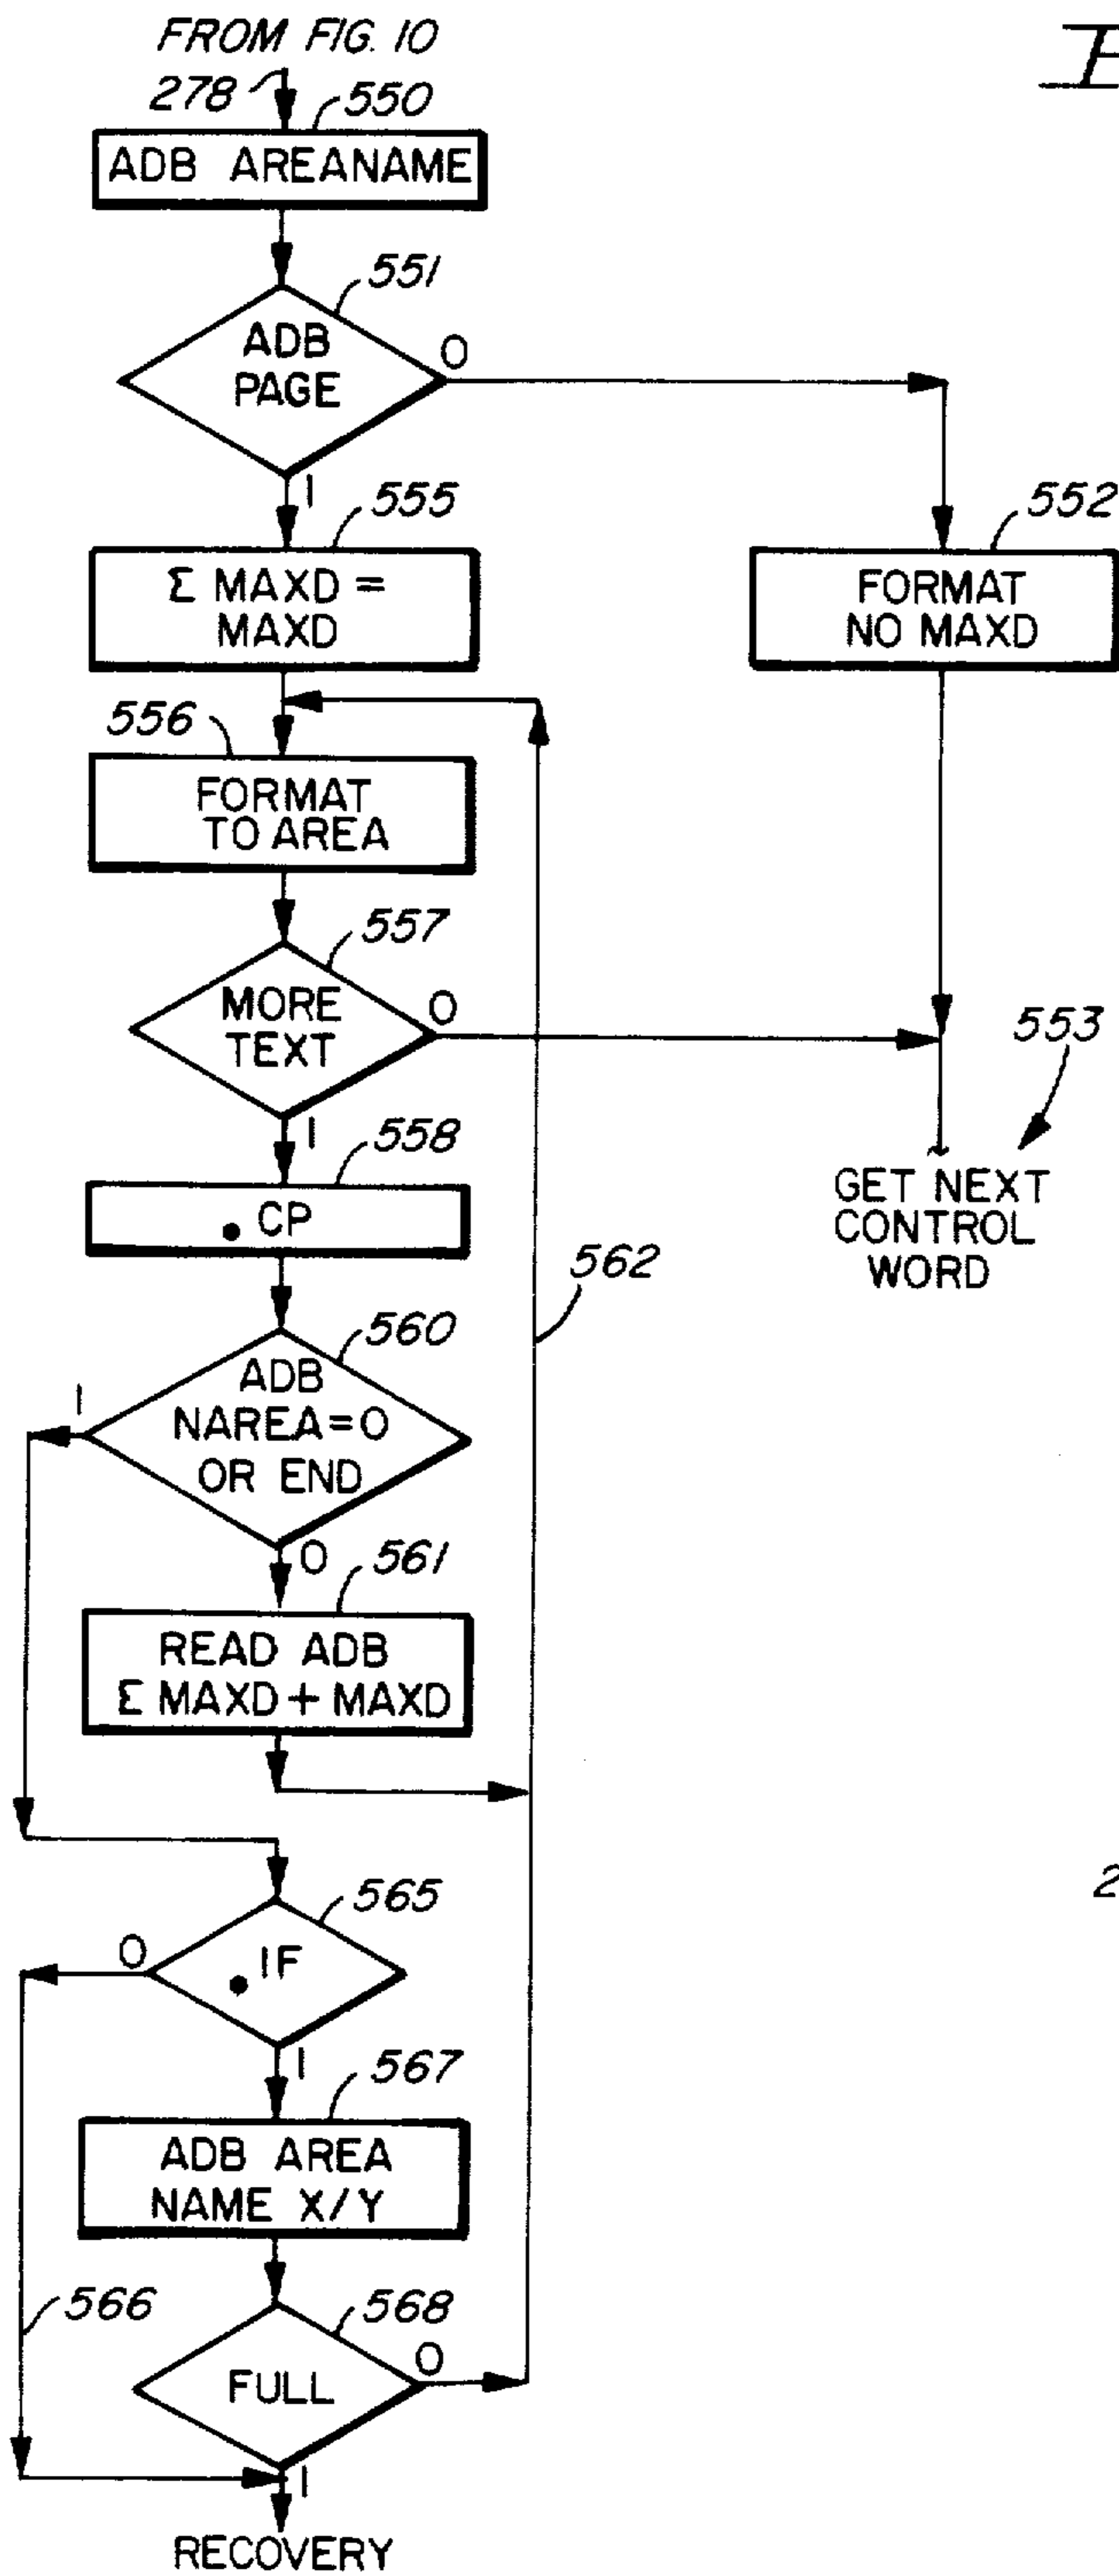 FROM FIG. 10
278
550
ADB AREANAME
551
ADB
PAGE
0
1
555
Σ MAXD =
MAXD
552
FORMAT
NO MAXD
556
FORMAT
TO AREA
557
MORE
TEXT
0
1
553
GET NEXT
CONTROL
WORD
558
. CP
562
560
ADB
NAREA=0
OR END
1
0
561
READ ADB
Σ MAXD + MAXD
565
. IF
0
1
567
ADB AREA
NAME X/Y
566
568
FULL
0
1
RECOVERY
2